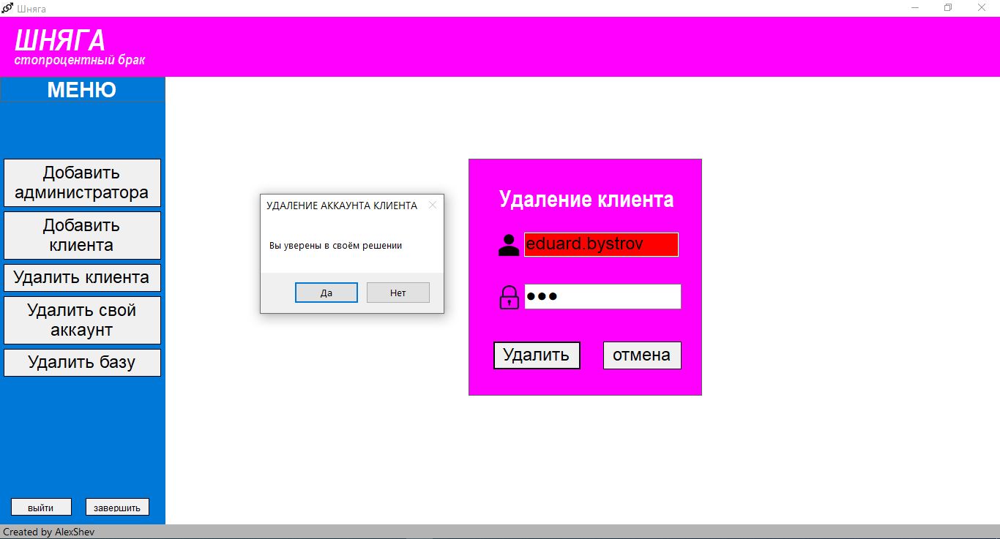 Шняга
ШНЯГА
стопроцентный брак
МЕНЮ
Добавить
администратора
Добавить
клиента
Удалить клиента
Удалить свой
аккаунт
Удалить базу
выйти
завершить
УДАЛЕНИЕ АККАУНТА КЛИЕНТА
Вы уверены в своём решении
Да
Нет
Удаление клиента
eduard.bystrov
●●●
Удалить
отмена
Created by AlexShev